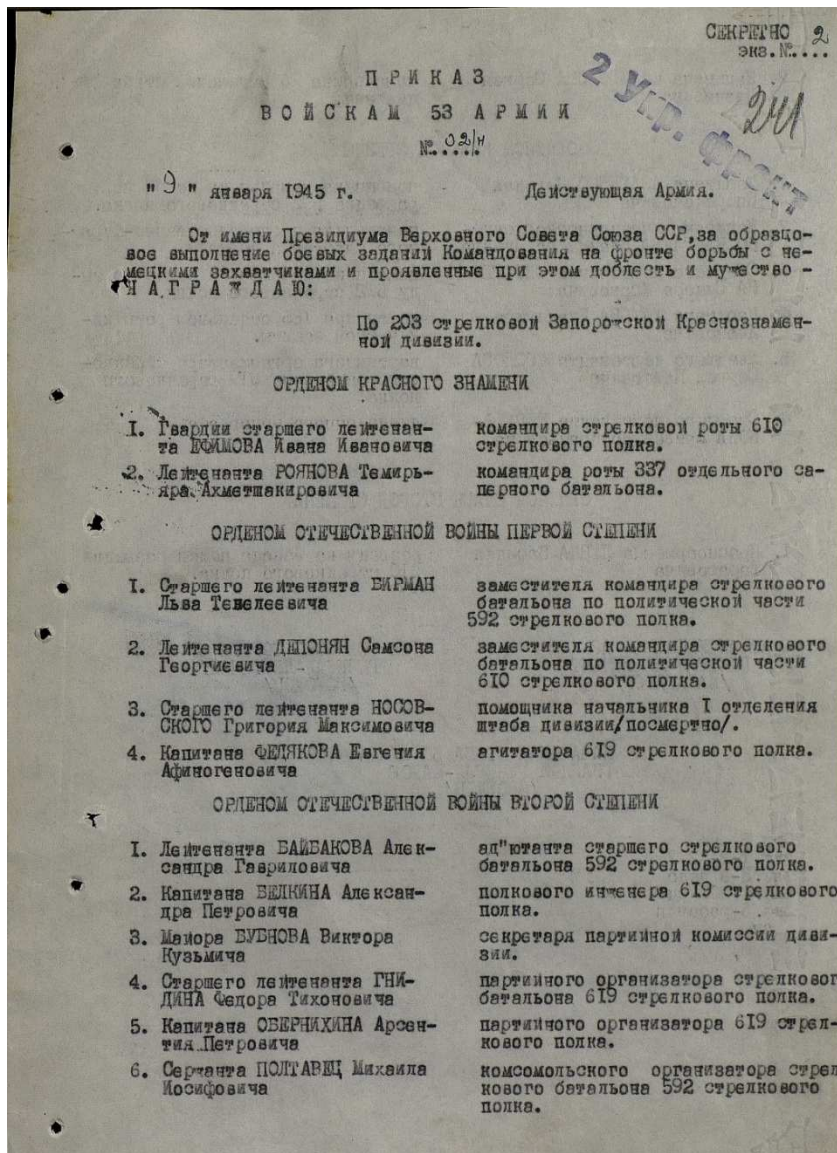 СЕКРЕТНО 2
экз.№....
2 Укр. фронт
241
ПРИКАЗ
ВОЙСКАМ 53 АРМИИ
№ 02/н
"9" января 1945 г. Действующая Армия.
От имени Президиума Верховного Совета Союза ССР,за образцо-
вое выполнение боевых заданий Командования на фронте борьбы с не-
мецкими захватчиками и проявленные при этом доблесть и мужество -
НАГРАЖДАЮ:
По 203 стрелковой Запорожской Краснознамен-
ной дивизии.
ОРДЕНОМ КРАСНОГО ЗНАМЕНИ
I. Гвардии старшего лейтенан- командира стрелковой роты 610
та ЕФИМОВА Ивана Ивановича стрелкового полка.
2. Лейтенанта РОЯНОВА Темирь- командира роты 337 отдельного са-
яра Ахметшакировича перного батальона.
ОРДЕНОМ ОТЕЧЕСТВЕННОЙ ВОЙНЫ ПЕРВОЙ СТЕПЕНИ
I. Старшего лейтенанта БИРМАН заместителя командира стрелкового
Льва Тевелеевича батальона по политической части
592 стрелкового полка.
2. Лейтенанта ДЕПОНЯН Самсона заместителя командира стрелкового
Георгиевича батальона по политической части
610 стрелкового полка.
3. Старшего лейтенанта НОСОВ- помощника начальника I отделения
СКОГО Григория Максимовича штаба дивизии/посмертно/.
4. Капитана ФЕДЯКОВА Евгения агитатора 619 стрелкового полка.
Афиногеновича
ОРДЕНОМ ОТЕЧЕСТВЕННОЙ ВОЙНЫ ВТОРОЙ СТЕПЕНИ
I. Лейтенанта БАЙБАКОВА Алек- ад"ютанта старшего стрелкового
сандра Гавриловича батальона 592 стрелкового полка.
2. Капитана БЕЛКИНА Алексан- полкового инженера 619 стрелкового
дра Петровича полка.
3. Майора БУБНОВА Виктора секретаря партийной комиссии диви-
Кузьмича зии.
4. Старшего лейтенанта ГНИ- партийного организатора стрелковог
ДИНА Федора Тихоновича батальона 619 стрелкового полка.
5. Капитана ОБЕРНИХИНА Арсен- партийного организатора 619 стрел-
тия Петровича кового полка.
6. Сержанта ПОЛТАВЕЦ Михаила комсомольского организатора стрел
Иосифовича кового батальона 592 стрелкового
полка.